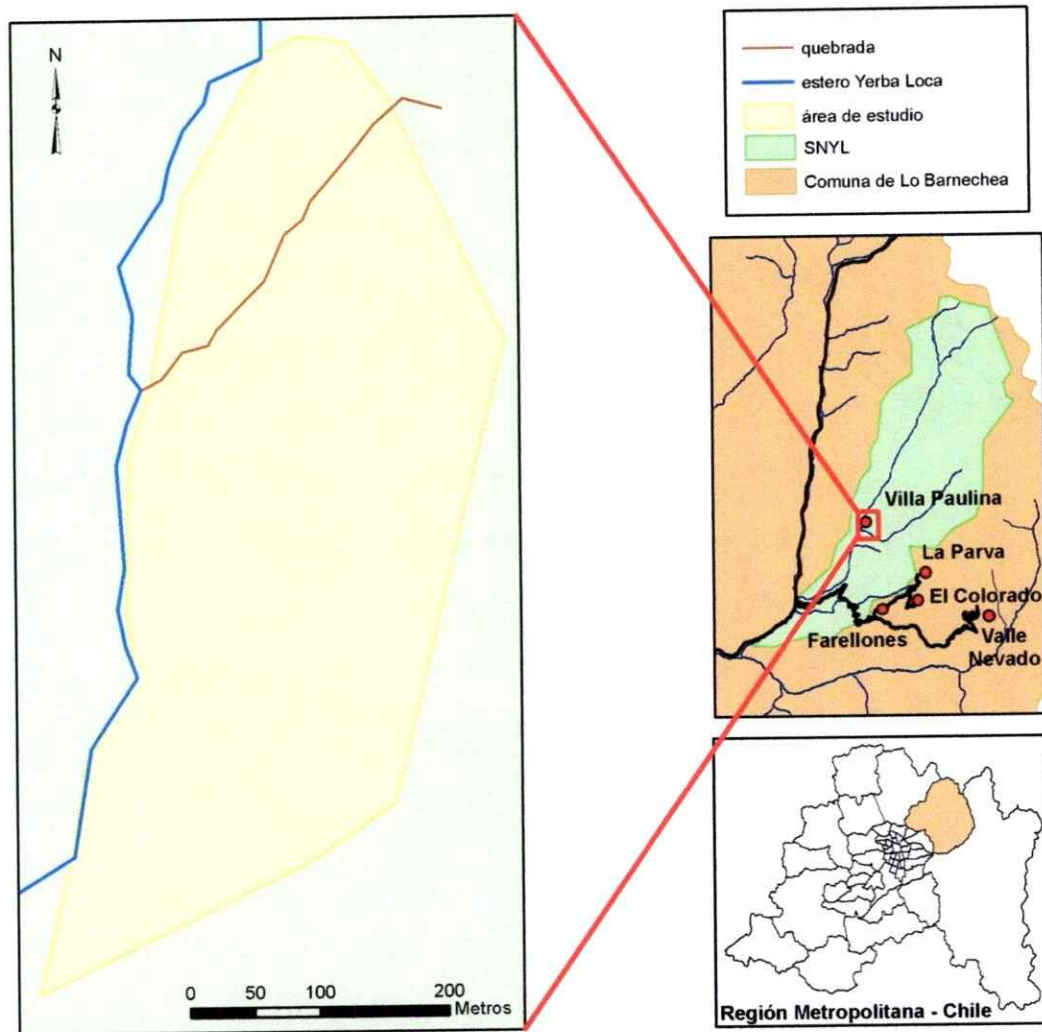 N
0 50 100 200
Metros
quebrada
estero Yerba Loca
área de estudio
SNYL
Comuna de Lo Barnechea
Villa Paulina
La Parva
El Colorado
Farellones
Valle
Nevado
Región Metropolitana - Chile